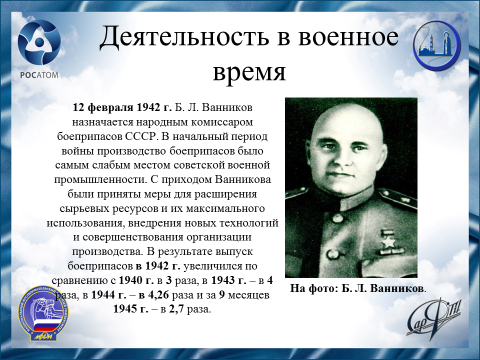 Деятельность в военное
время
РОСАТОМ
12 февраля 1942 г. Б. Л. Ванников
назначается народным комиссаром
боеприпасов СССР. В начальный период
войны производство боеприпасов было
самым слабым местом советской военной
промышленности. С приходом Ванникова
были приняты меры для расширения
сырьевых ресурсов и их максимального
использования, внедрения новых технологий
и совершенствования организации
производства. В результате выпуск
боеприпасов в 1942 г. увеличился по
сравнению с 1940 г. в 3 раза, в 1943 г. – в 4
раза, в 1944 г. – в 4,26 раза и за 9 месяцев
1945 г. – в 2,7 раза.
На фото: Б. Л. Ванников.